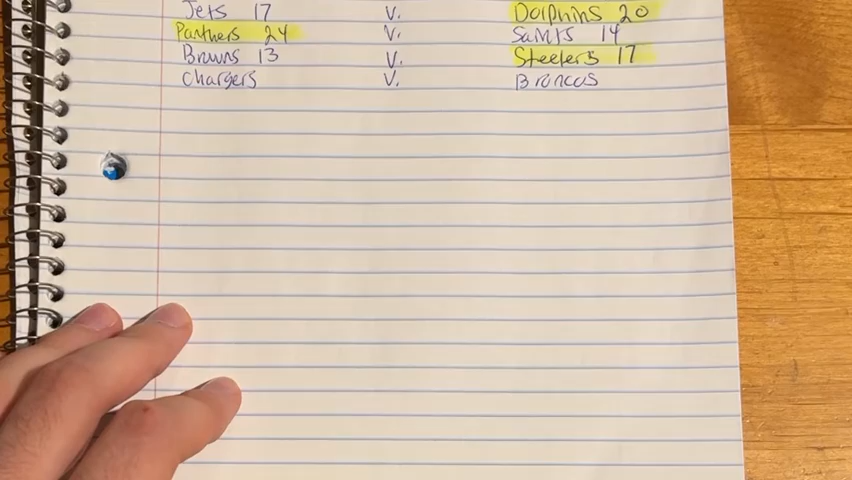 Jets 17 v. Dolphins 20
Panthers 24 v. Saints 14
Browns 13 v. Steelers 17
Chargers v. Broncos